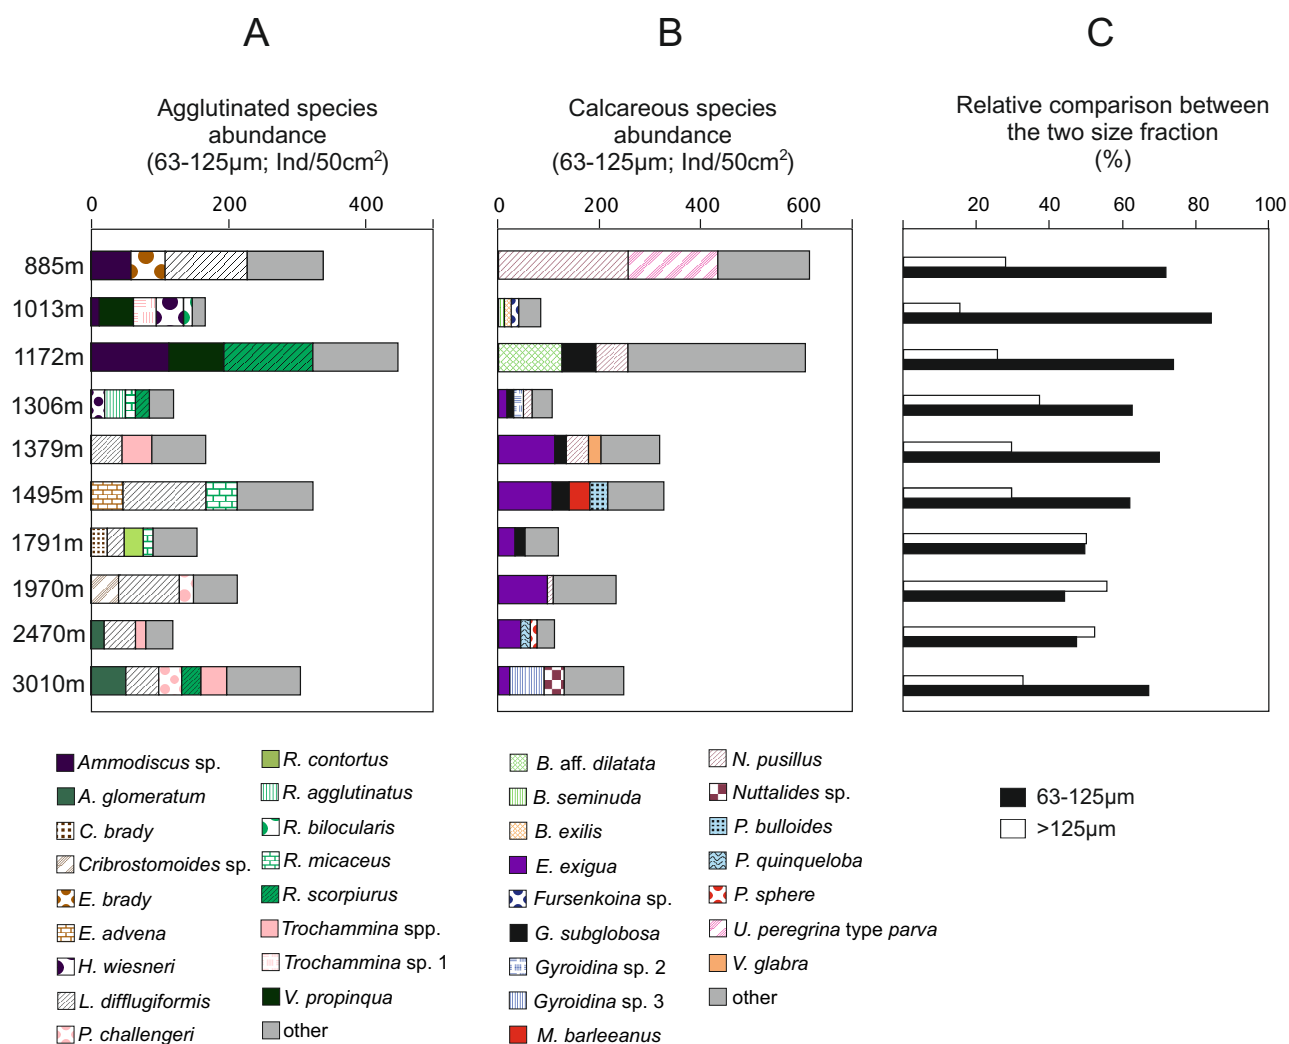 A
B
C
Agglutinated species
abundance
(63-125µm; Ind/50cm²)
Calcareous species
abundance
(63-125µm; Ind/50cm²)
Relative comparison between
the two size fraction
(%)
0 200 400
0 200 400 600
20 40 60 80 100
885m
1013m
1172m
1306m
1379m
1495m
1791m
1970m
2470m
3010m
Ammodiscus sp.
A. glomeratum
C. brady
Cribrostomoides sp.
E. brady
E. advena
H. wiesneri
L. difflugiformis
P. challengeri
R. contortus
R. agglutinatus
R. bilocularis
R. micaceus
R. scorpiurus
Trochammina spp.
Trochammina sp. 1
V. propinqua
other
B. aff. dilatata
B. seminuda
B. exilis
E. exigua
Fursenkoina sp.
G. subglobosa
Gyroidina sp. 2
Gyroidina sp. 3
M. barleeanus
N. pusillus
Nuttalides sp.
P. bulloides
P. quinqueloba
P. sphere
U. peregrina type parva
V. glabra
other
63-125µm
>125µm